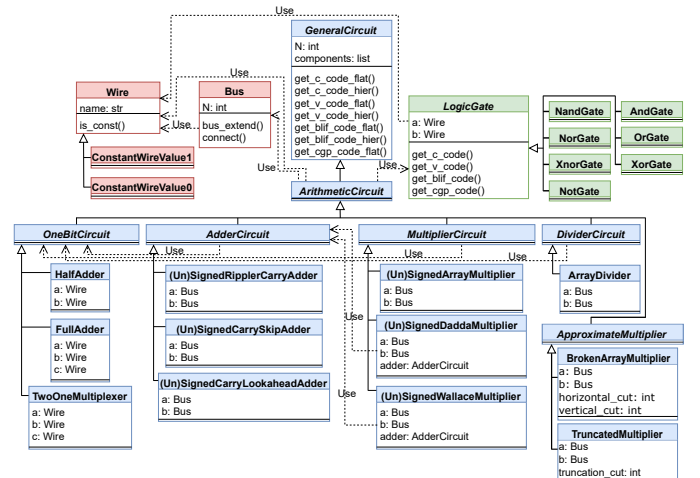 Use
GeneralCircuit
N: int
components: list
get_c_code_flat()
get_c_code_hier()
get_v_code_flat()
get_v_code_hier()
get_blif_code_flat()
get_blif_code_hier()
get_cgp_code_flat()
Use
Wire
name: str
is_const()
Use
ConstantWireValue1
ConstantWireValue0
Bus
N: int
bus_extend()
connect()
Use
LogicGate
a: Wire
b: Wire
get_c_code()
get_v_code()
get_blif_code()
get_cgp_code()
Use
NandGate
AndGate
NorGate
OrGate
XnorGate
XorGate
NotGate
ArithmeticCircuit
OneBitCircuit
AdderCircuit
MultiplierCircuit
DividerCircuit
Use
Use
Use
HalfAdder
a: Wire
b: Wire
FullAdder
a: Wire
b: Wire
c: Wire
TwoOneMultiplexer
a: Wire
b: Wire
c: Wire
(Un)SignedRipplerCarryAdder
a: Bus
b: Bus
(Un)SignedCarrySkipAdder
a: Bus
b: Bus
(Un)SignedCarryLookaheadAdder
a: Bus
b: Bus
Use
Use
(Un)SignedArrayMultiplier
a: Bus
b: Bus
(Un)SignedDaddaMultiplier
a: Bus
b: Bus
adder: AdderCircuit
(Un)SignedWallaceMultiplier
a: Bus
b: Bus
adder: AdderCircuit
ArrayDivider
a: Bus
b: Bus
ApproximateMultiplier
BrokenArrayMultiplier
a: Bus
b: Bus
horizontal_cut: int
vertical_cut: int
TruncatedMultiplier
a: Bus
b: Bus
truncation_cut: int